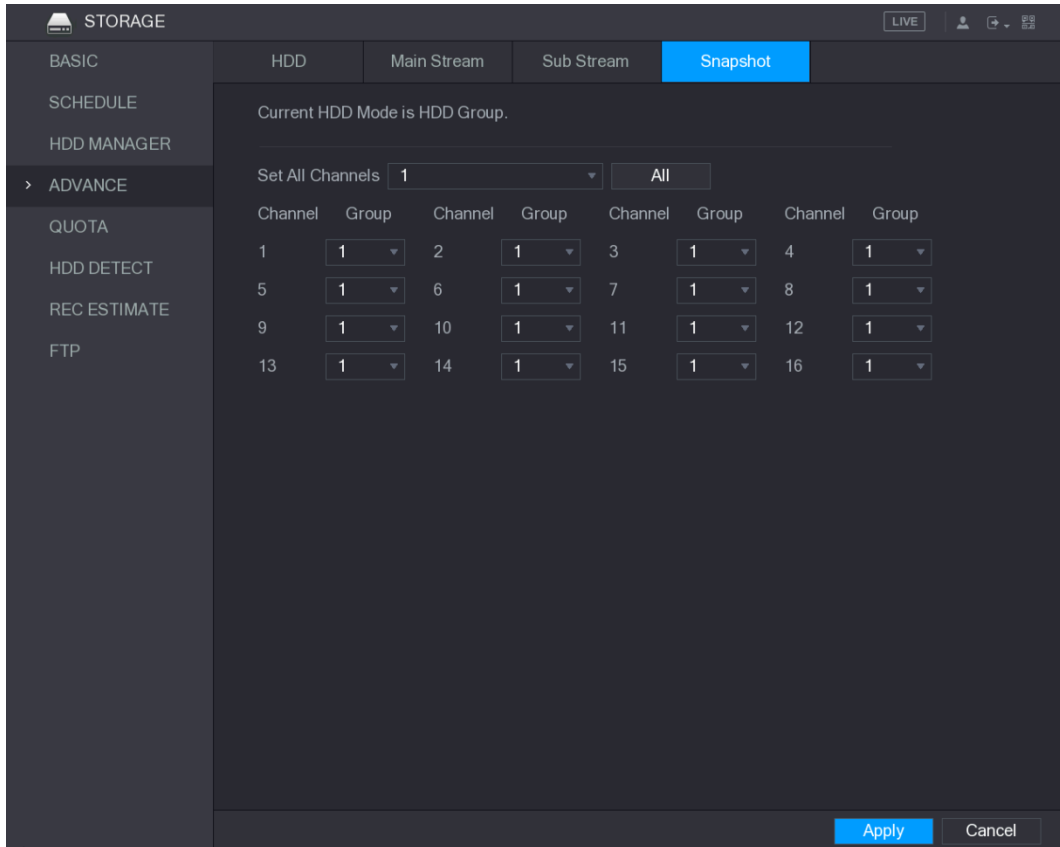 STORAGE LIVE
BASIC
SCHEDULE
HDD MANAGER
> ADVANCE
QUOTA
HDD DETECT
REC ESTIMATE
FTP
HDD Main Stream Sub Stream Snapshot
Current HDD Mode is HDD Group.
Set All Channels 1 All
Channel Group Channel Group Channel Group Channel Group
1 1 2 1 3 1 4 1
5 1 6 1 7 1 8 1
9 1 10 1 11 1 12 1
13 1 14 1 15 1 16 1
Apply Cancel